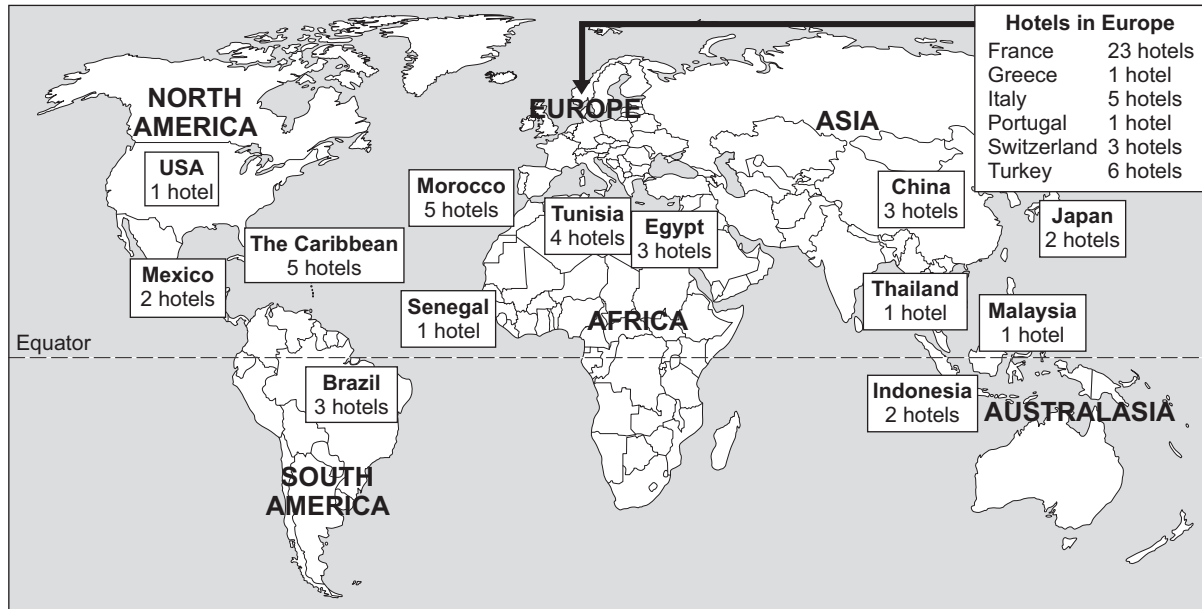 Hotels in Europe
France 23 hotels
Greece 1 hotel
Italy 5 hotels
Portugal 1 hotel
Switzerland 3 hotels
Turkey 6 hotels
NORTH
AMERICA
EUROPE
ASIA
USA
1 hotel
Morocco
5 hotels
Tunisia
4 hotels
Egypt
3 hotels
China
3 hotels
Japan
2 hotels
The Caribbean
5 hotels
Mexico
2 hotels
Senegal
1 hotel
AFRICA
Thailand
1 hotel
Malaysia
1 hotel
Equator
Brazil
3 hotels
Indonesia
2 hotels
AUSTRALASIA
SOUTH
AMERICA